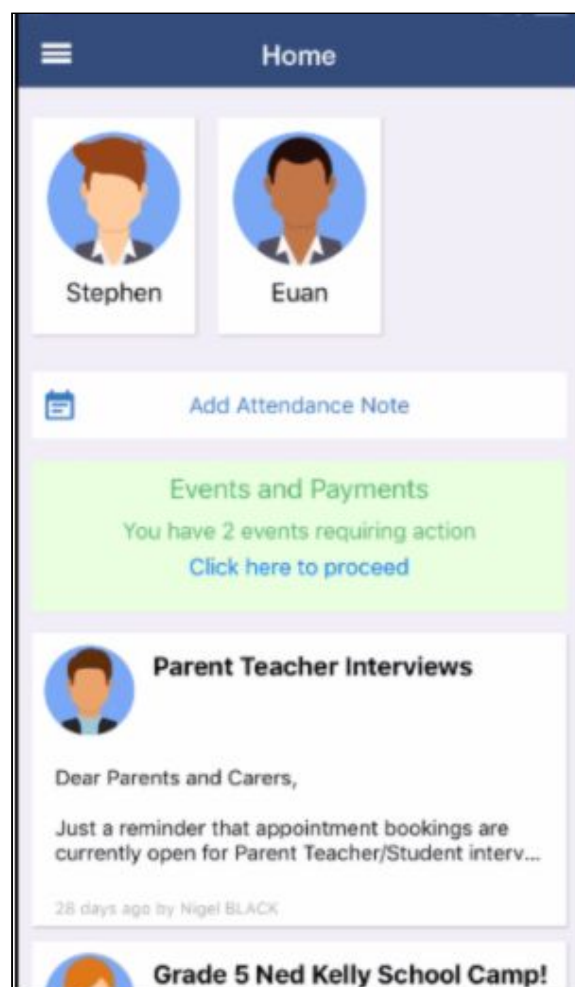 Home
Stephen
Euan
Add Attendance Note
Events and Payments
You have 2 events requiring action
Click here to proceed
Parent Teacher Interviews
Dear Parents and Carers,
Just a reminder that appointment bookings are
currently open for Parent Teacher/Student interv...
28 days ago by Nigel BLACK
Grade 5 Ned Kelly School Camp!